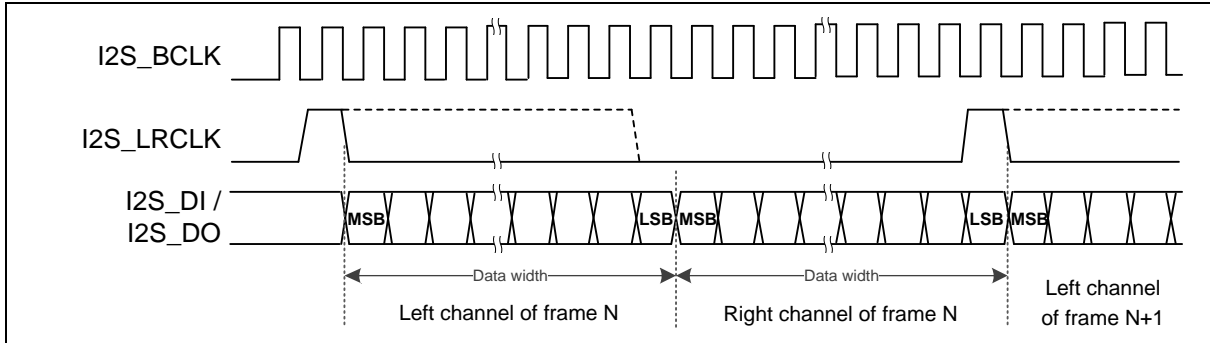 I2S_BCLK
I2S_LRCLK
I2S_DI /
I2S_DO
MSB
LSB
MSB
LSB
MSB
Data width
Data width
Left channel of frame N
Right channel of frame N
Left channel
of frame N+1